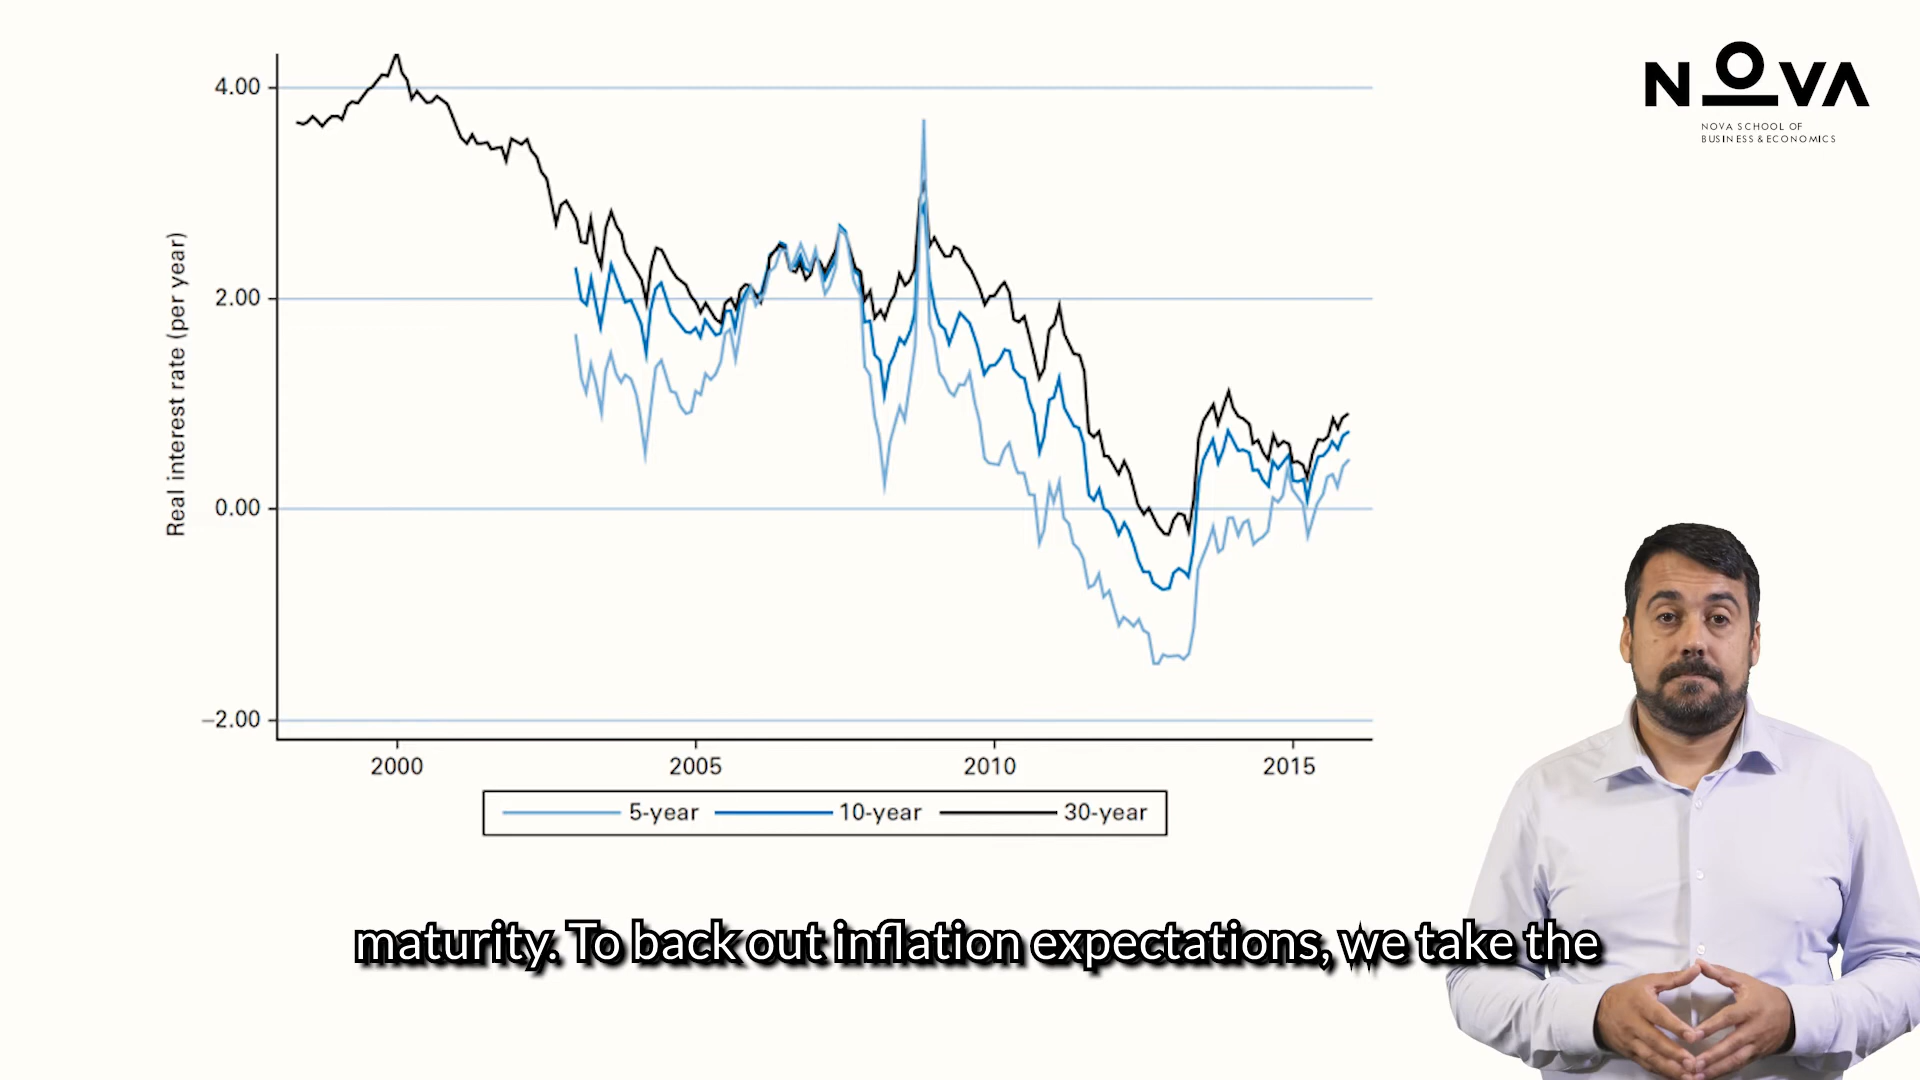 4.00
2.00
0.00
–2.00
Real interest rate (per year)
2000 2005 2010 2015
5-year 10-year 30-year
NOVA
NOVA SCHOOL OF
BUSINESS & ECONOMICS
maturity. To back out inflation expectations, we take the